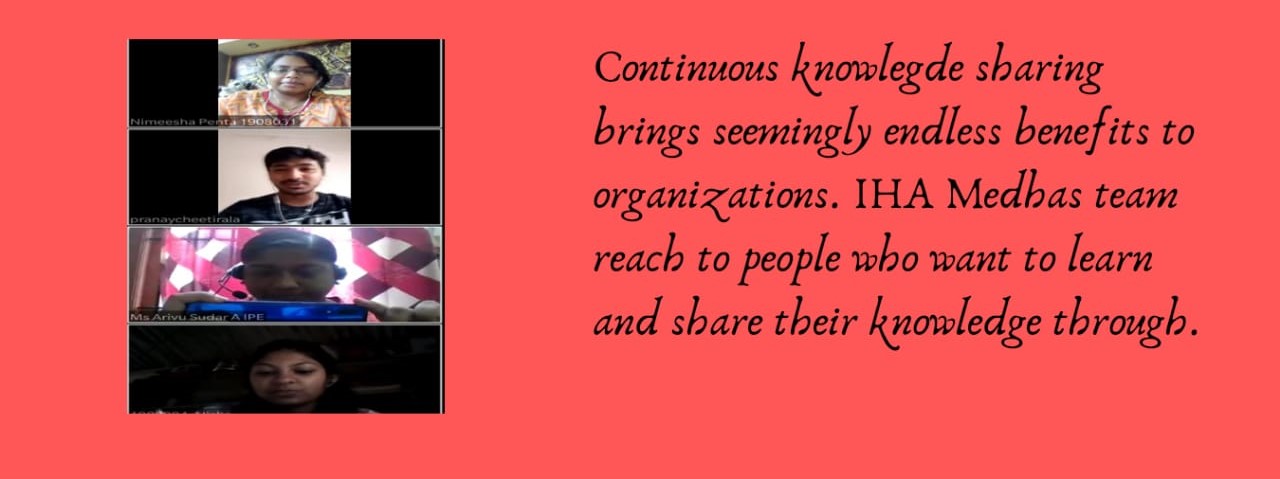 Nimeesha Penta 1908031
pranaycheetirala
Ms Arivu Sudar A IPE
Continuous knowlegde sharing
brings seemingly endless benefits to
organizations. IHA Medhas team
reach to people who want to learn
and share their knowledge through.